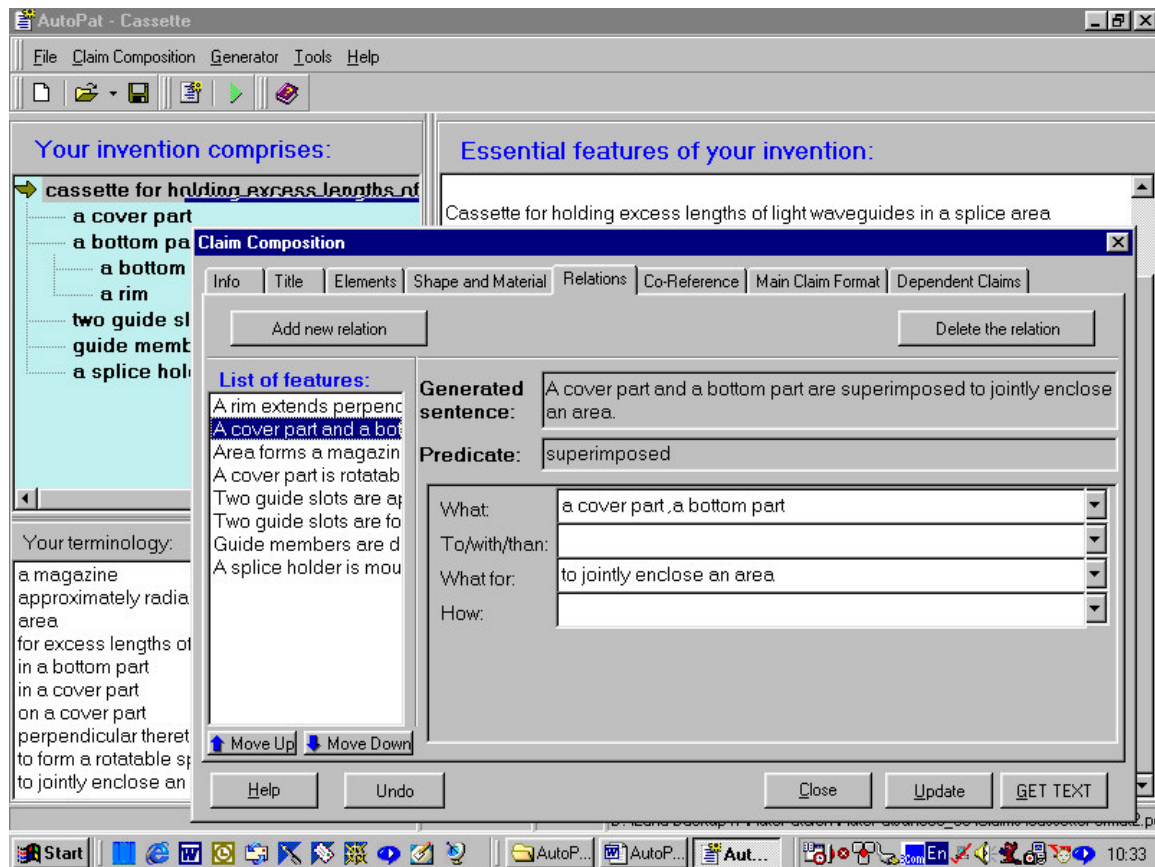 AutoPat - Cassette
File Claim Composition Generator Tools Help
Your invention comprises:
cassette for holding excess lengths of
a cover part
a bottom pa
a bottom
a rim
two guide sl
guide memb
a splice hol
Essential features of your invention:
Cassette for holding excess lengths of light waveguides in a splice area
Your terminology:
a magazine
approximately radia
area
for excess lengths of
in a bottom part
in a cover part
on a cover part
perpendicular theret
to form a rotatable sp
to jointly enclose an
Claim Composition
Info Title Elements Shape and Material Relations Co-Reference Main Claim Format Dependent Claims
Add new relation
Delete the relation
List of features:
A rim extends perpend
A cover part and a bot
Area forms a magazin
A cover part is rotatab
Two guide slots are ap
Two guide slots are fo
Guide members are d
A splice holder is mou
Move Up Move Down
Generated sentence:
A cover part and a bottom part are superimposed to jointly enclose
an area.
Predicate:
superimposed
What: a cover part ,a bottom part
To/with/than:
What for: to jointly enclose an area
How:
Help Undo Close Update GET TEXT
Start AutoP... AutoP... Aut... 3com En 10:33